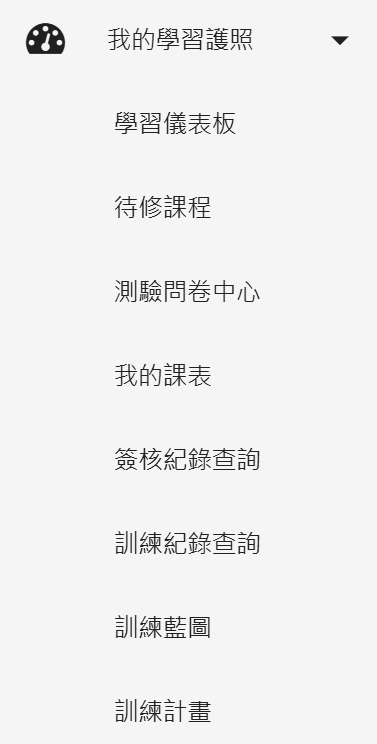 我的學習護照
學習儀表板
待修課程
測驗問卷中心
我的課表
簽核紀錄查詢
訓練紀錄查詢
訓練藍圖
訓練計畫